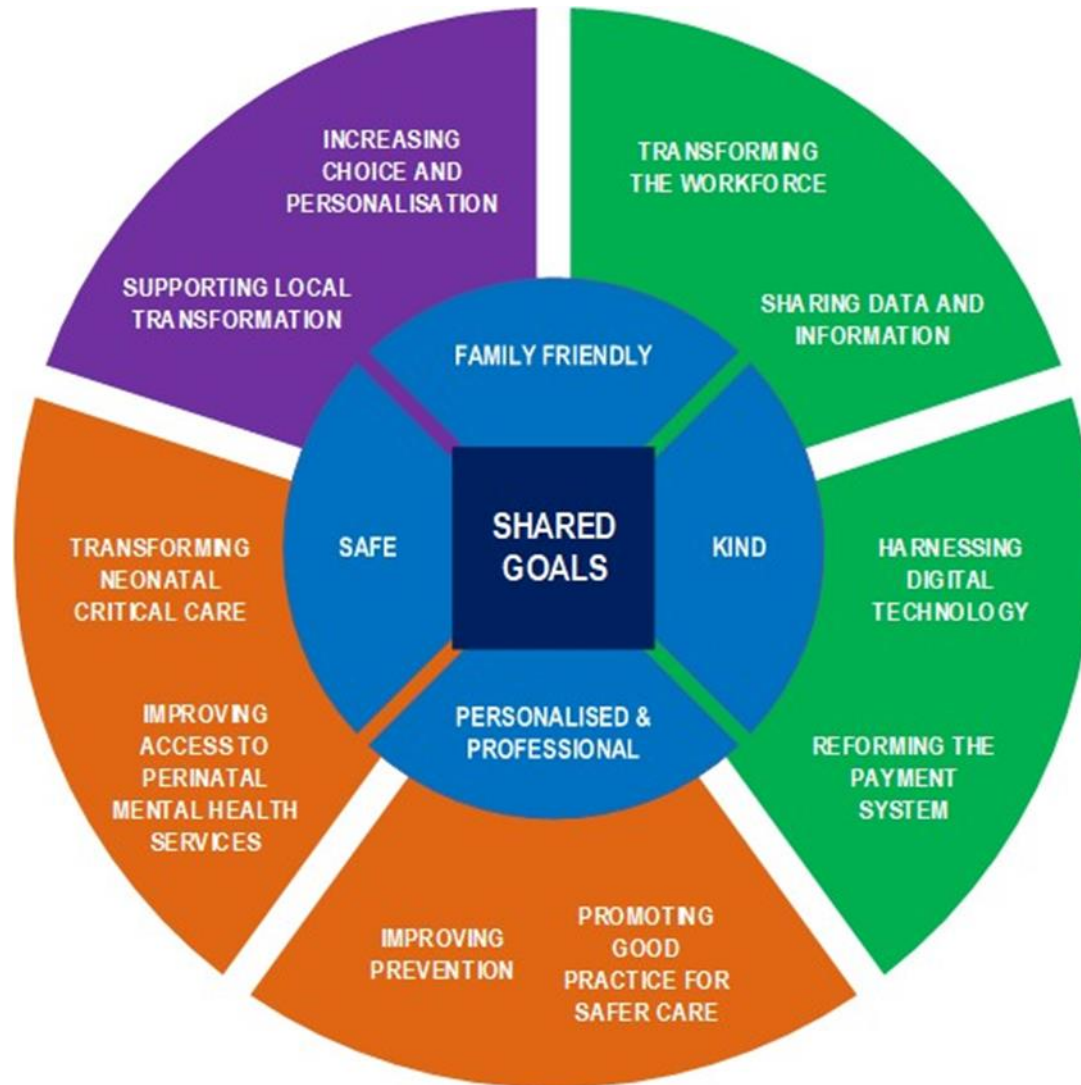 INCREASING
CHOICE AND
PERSONALISATION
SUPPORTING LOCAL
TRANSFORMATION
TRANSFORMING
THE WORKFORCE
SHARING DATA AND
INFORMATION
HARNESSING
DIGITAL
TECHNOLOGY
REFORMING THE
PAYMENT
SYSTEM
PROMOTING
GOOD
PRACTICE FOR
SAFER CARE
IMPROVING
PREVENTION
IMPROVING
ACCESS TO
PERINATAL
MENTAL HEALTH
SERVICES
TRANSFORMING
NEONATAL
CRITICAL CARE
FAMILY FRIENDLY
KIND
PERSONALISED &
PROFESSIONAL
SAFE
SHARED
GOALS